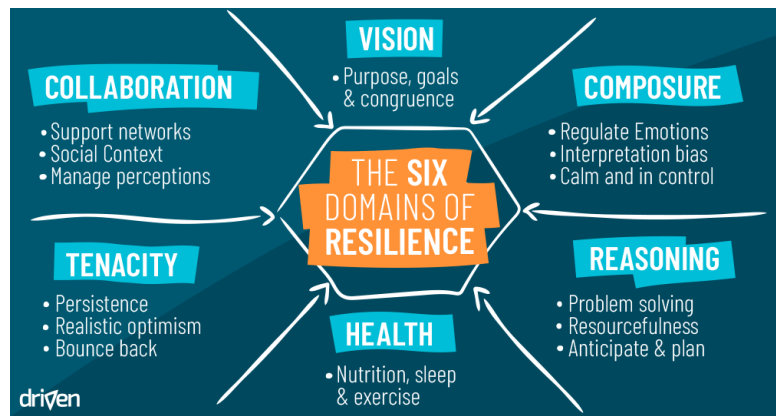 VISION
• Purpose, goals
& congruence
COLLABORATION
• Support networks
• Social Context
• Manage perceptions
COMPOSURE
• Regulate Emotions
• Interpretation bias
• Calm and in control
THE SIX
DOMAINS OF
RESILIENCE
TENACITY
• Persistence
• Realistic optimism
• Bounce back
REASONING
• Problem solving
• Resourcefulness
• Anticipate & plan
HEALTH
• Nutrition, sleep
& exercise
driven